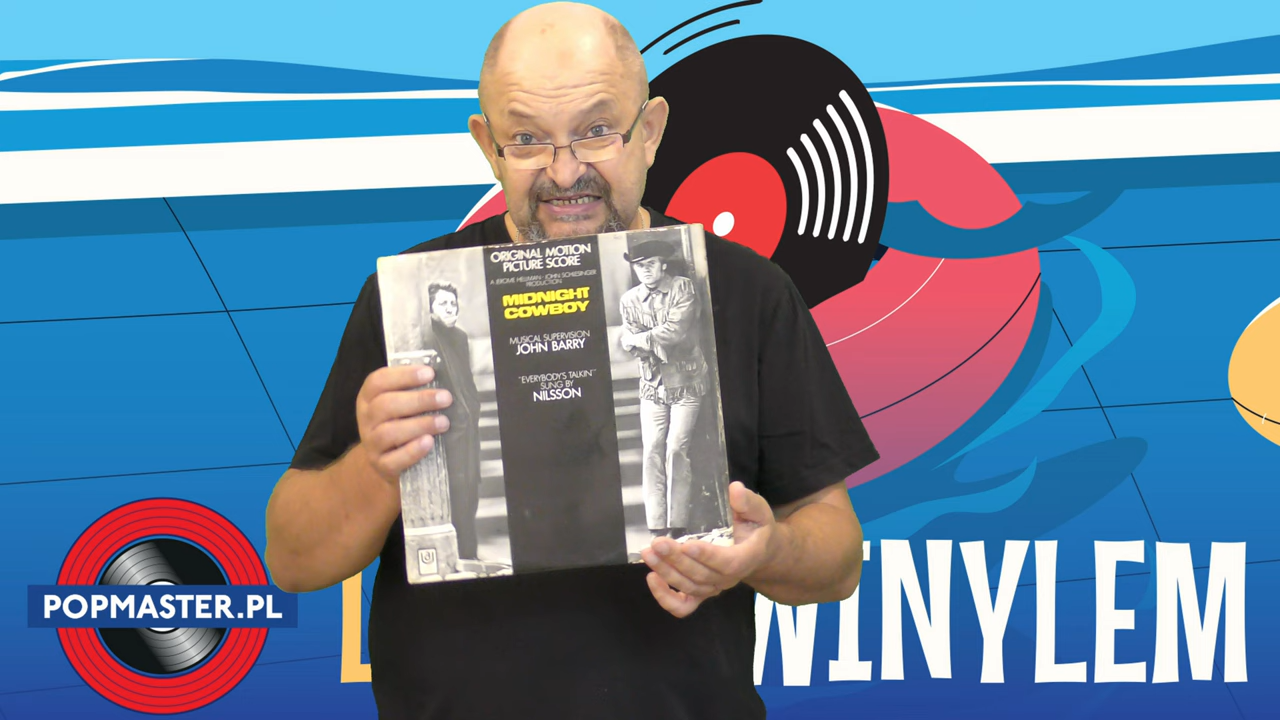 ORIGINAL MOTION
PICTURE SCORE
A JEROME HELLMAN - JOHN SCHLESINGER
PRODUCTION
MIDNIGHT
COWBOY
MUSICAL SUPERVISION
JOHN BARRY
"EVERYBODY'S TALKIN'"
SUNG BY
NILSSON
POPMASTER.PL
WINYLEM